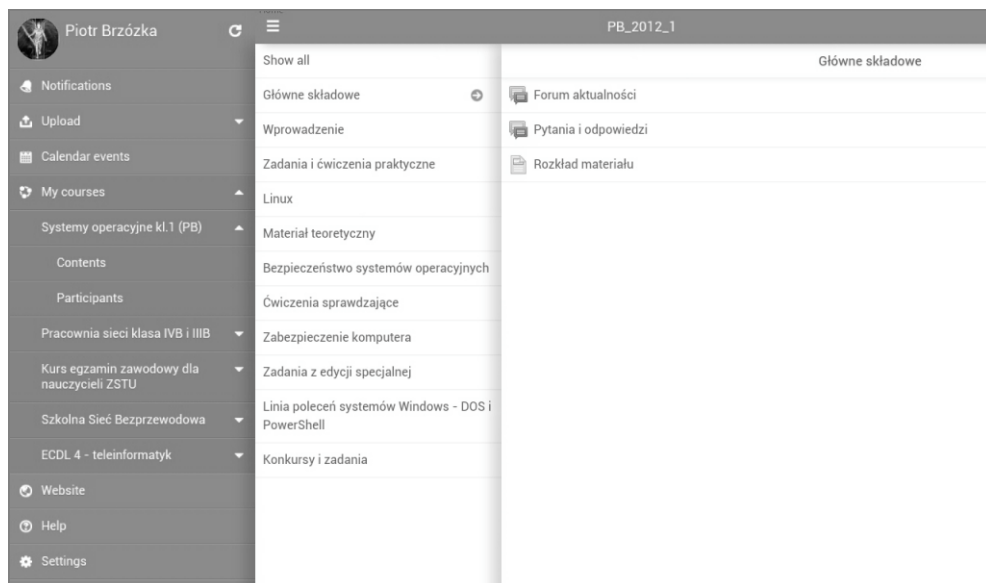 Piotr Brzózka
Notifications
Upload
Calendar events
My courses
Systemy operacyjne kl.1 (PB)
Contents
Participants
Pracownia sieci klasa IVB i IIIB
Kurs egzamin zawodowy dla
nauczycieli ZSTU
Szkolna Sieć Bezprzewodowa
ECDL 4 - teleinformatyk
Website
Help
Settings
PB_2012_1
Show all
Główne składowe
Wprowadzenie
Zadania i ćwiczenia praktyczne
Linux
Materiał teoretyczny
Bezpieczeństwo systemów operacyjnych
Ćwiczenia sprawdzające
Zabezpieczenie komputera
Zadania z edycji specjalnej
Linia poleceń systemów Windows - DOS i
PowerShell
Konkursy i zadania
Główne składowe
Forum aktualności
Pytania i odpowiedzi
Rozkład materiału